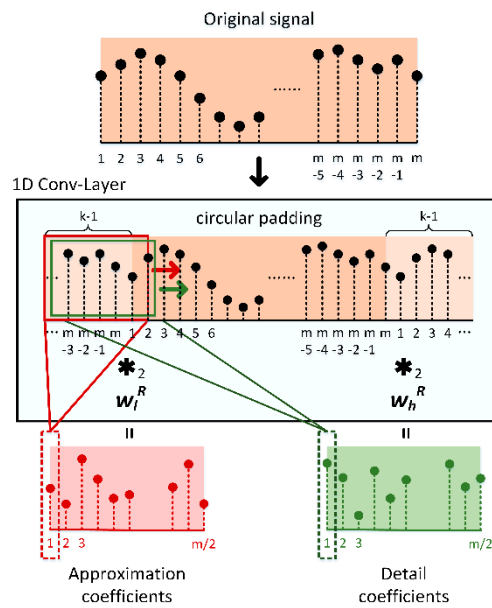 Original signal
......
1 2 3 4 5 6 m-5 m-4 m-3 m-2 m-1 m
1D Conv-Layer
k-1 circular padding k-1
... ...... ...
... m-3 m-2 m-1 m 1 2 3 4 5 6 m-5 m-4 m-3 m-2 m-1 m 1 2 3 4 ...
✱2 ✱2
w_l^R w_h^R
= =
1 2 3 m/2 1 2 3 m/2
Approximation Detail
coefficients coefficients